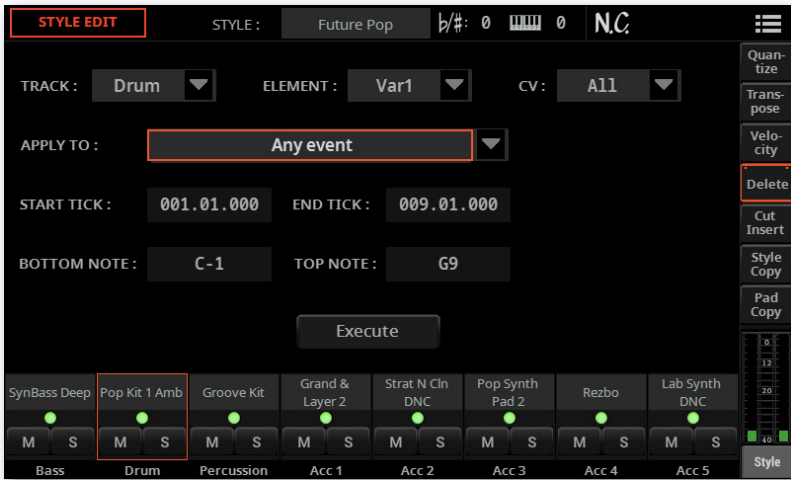 STYLE EDIT STYLE : Future Pop ♭/#: 0 0 N.C.
TRACK : Drum ELEMENT : Var1 CV : All
APPLY TO : Any event
START TICK : 001.01.000 END TICK : 009.01.000
BOTTOM NOTE : C-1 TOP NOTE : G9
Execute
Quan-
tize
Trans-
pose
Velo-
city
Delete
Cut
Insert
Style
Copy
Pad
Copy
0
12
20
40
Style
SynBass Deep Pop Kit 1 Amb Groove Kit Grand &
Layer 2 Strat N Cln
DNC Pop Synth
Pad 2 Rezbo Lab Synth
DNC
M S M S M S M S M S M S M S M S
Bass Drum Percussion Acc 1 Acc 2 Acc 3 Acc 4 Acc 5